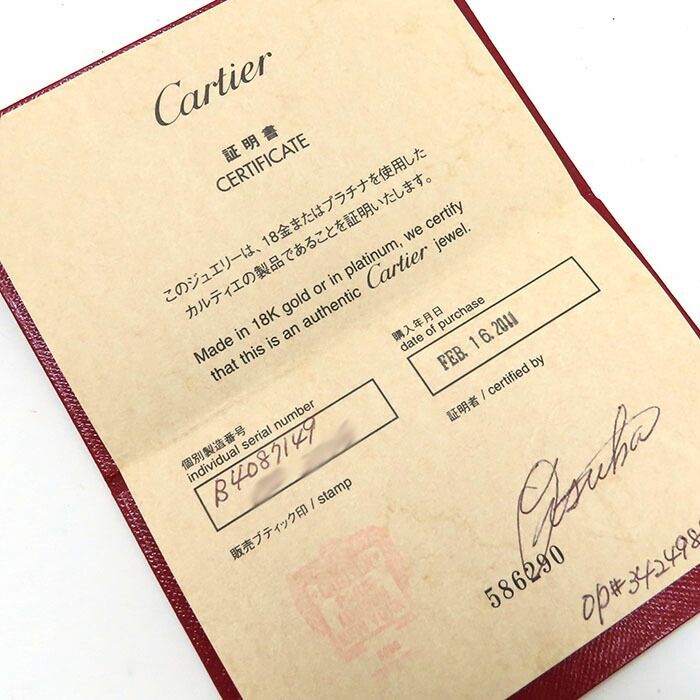 Cartier
証明書
CERTIFICATE
このジュエリーは、18金またはプラチナを使用した
カルティエの製品であることを証明いたします。
Made in 18K gold or in platinum, we certify
that this is an authentic Cartier jewel.
購入年月日
date of purchase
FEB. 16.2011
個別製造番号
individual serial number
B4087149
証明者 / certified by
販売ブティック印 / stamp
586290
OP# 342498